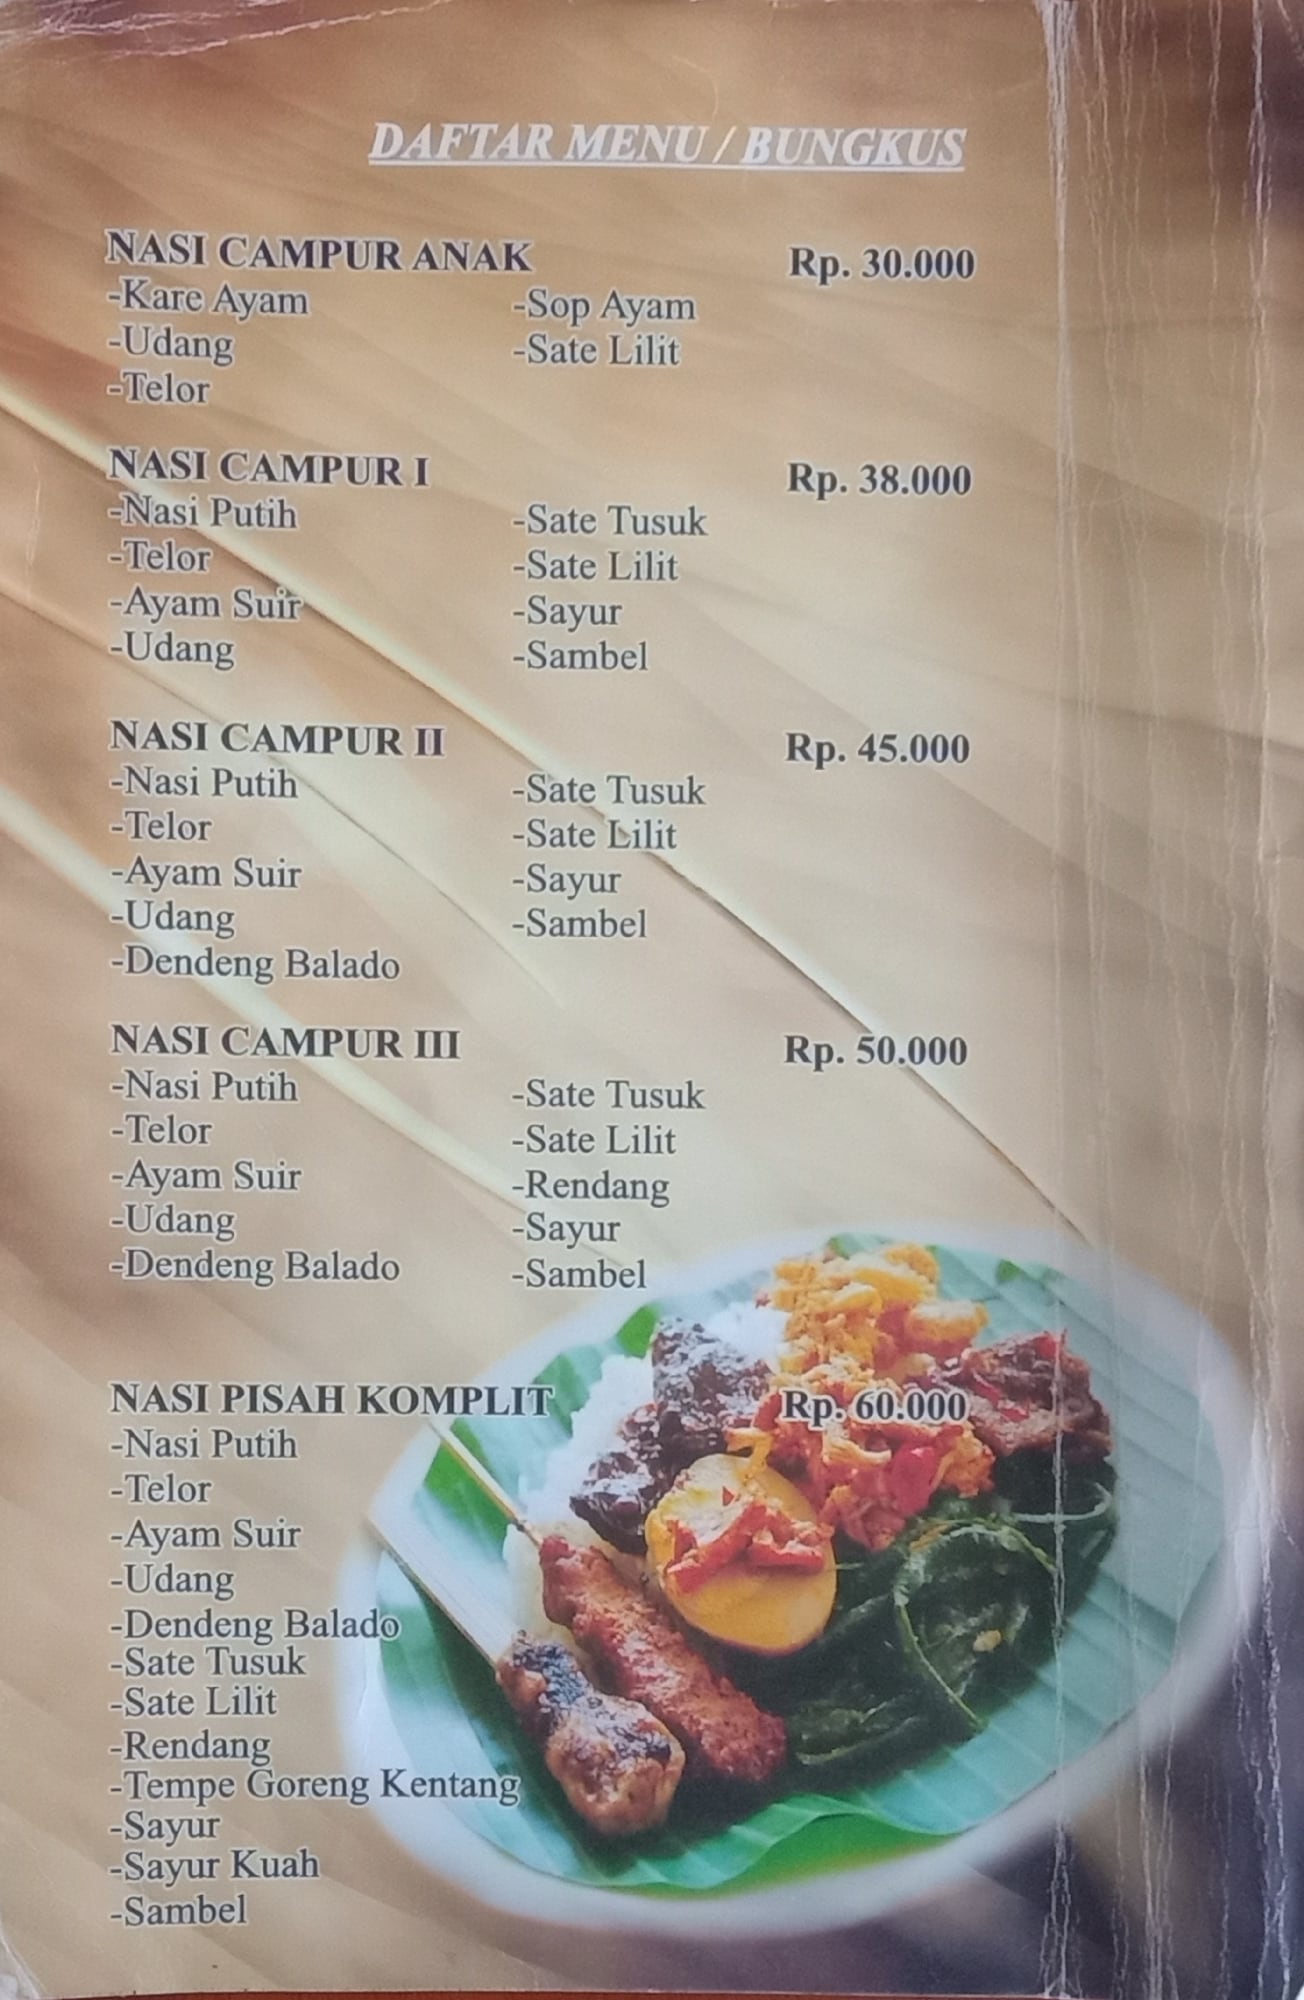 DAFTAR MENU / BUNGKUS
NASI CAMPUR ANAK Rp. 30.000
-Kare Ayam -Sop Ayam
-Udang -Sate Lilit
-Telor
NASI CAMPUR I Rp. 38.000
-Nasi Putih -Sate Tusuk
-Telor -Sate Lilit
-Ayam Suir -Sayur
-Udang -Sambel
NASI CAMPUR II Rp. 45.000
-Nasi Putih -Sate Tusuk
-Telor -Sate Lilit
-Ayam Suir -Sayur
-Udang -Sambel
-Dendeng Balado
NASI CAMPUR III Rp. 50.000
-Nasi Putih -Sate Tusuk
-Telor -Sate Lilit
-Ayam Suir -Rendang
-Udang -Sayur
-Dendeng Balado -Sambel
NASI PISAH KOMPLIT Rp. 60.000
-Nasi Putih
-Telor
-Ayam Suir
-Udang
-Dendeng Balado
-Sate Tusuk
-Sate Lilit
-Rendang
-Tempe Goreng Kentang
-Sayur
-Sayur Kuah
-Sambel